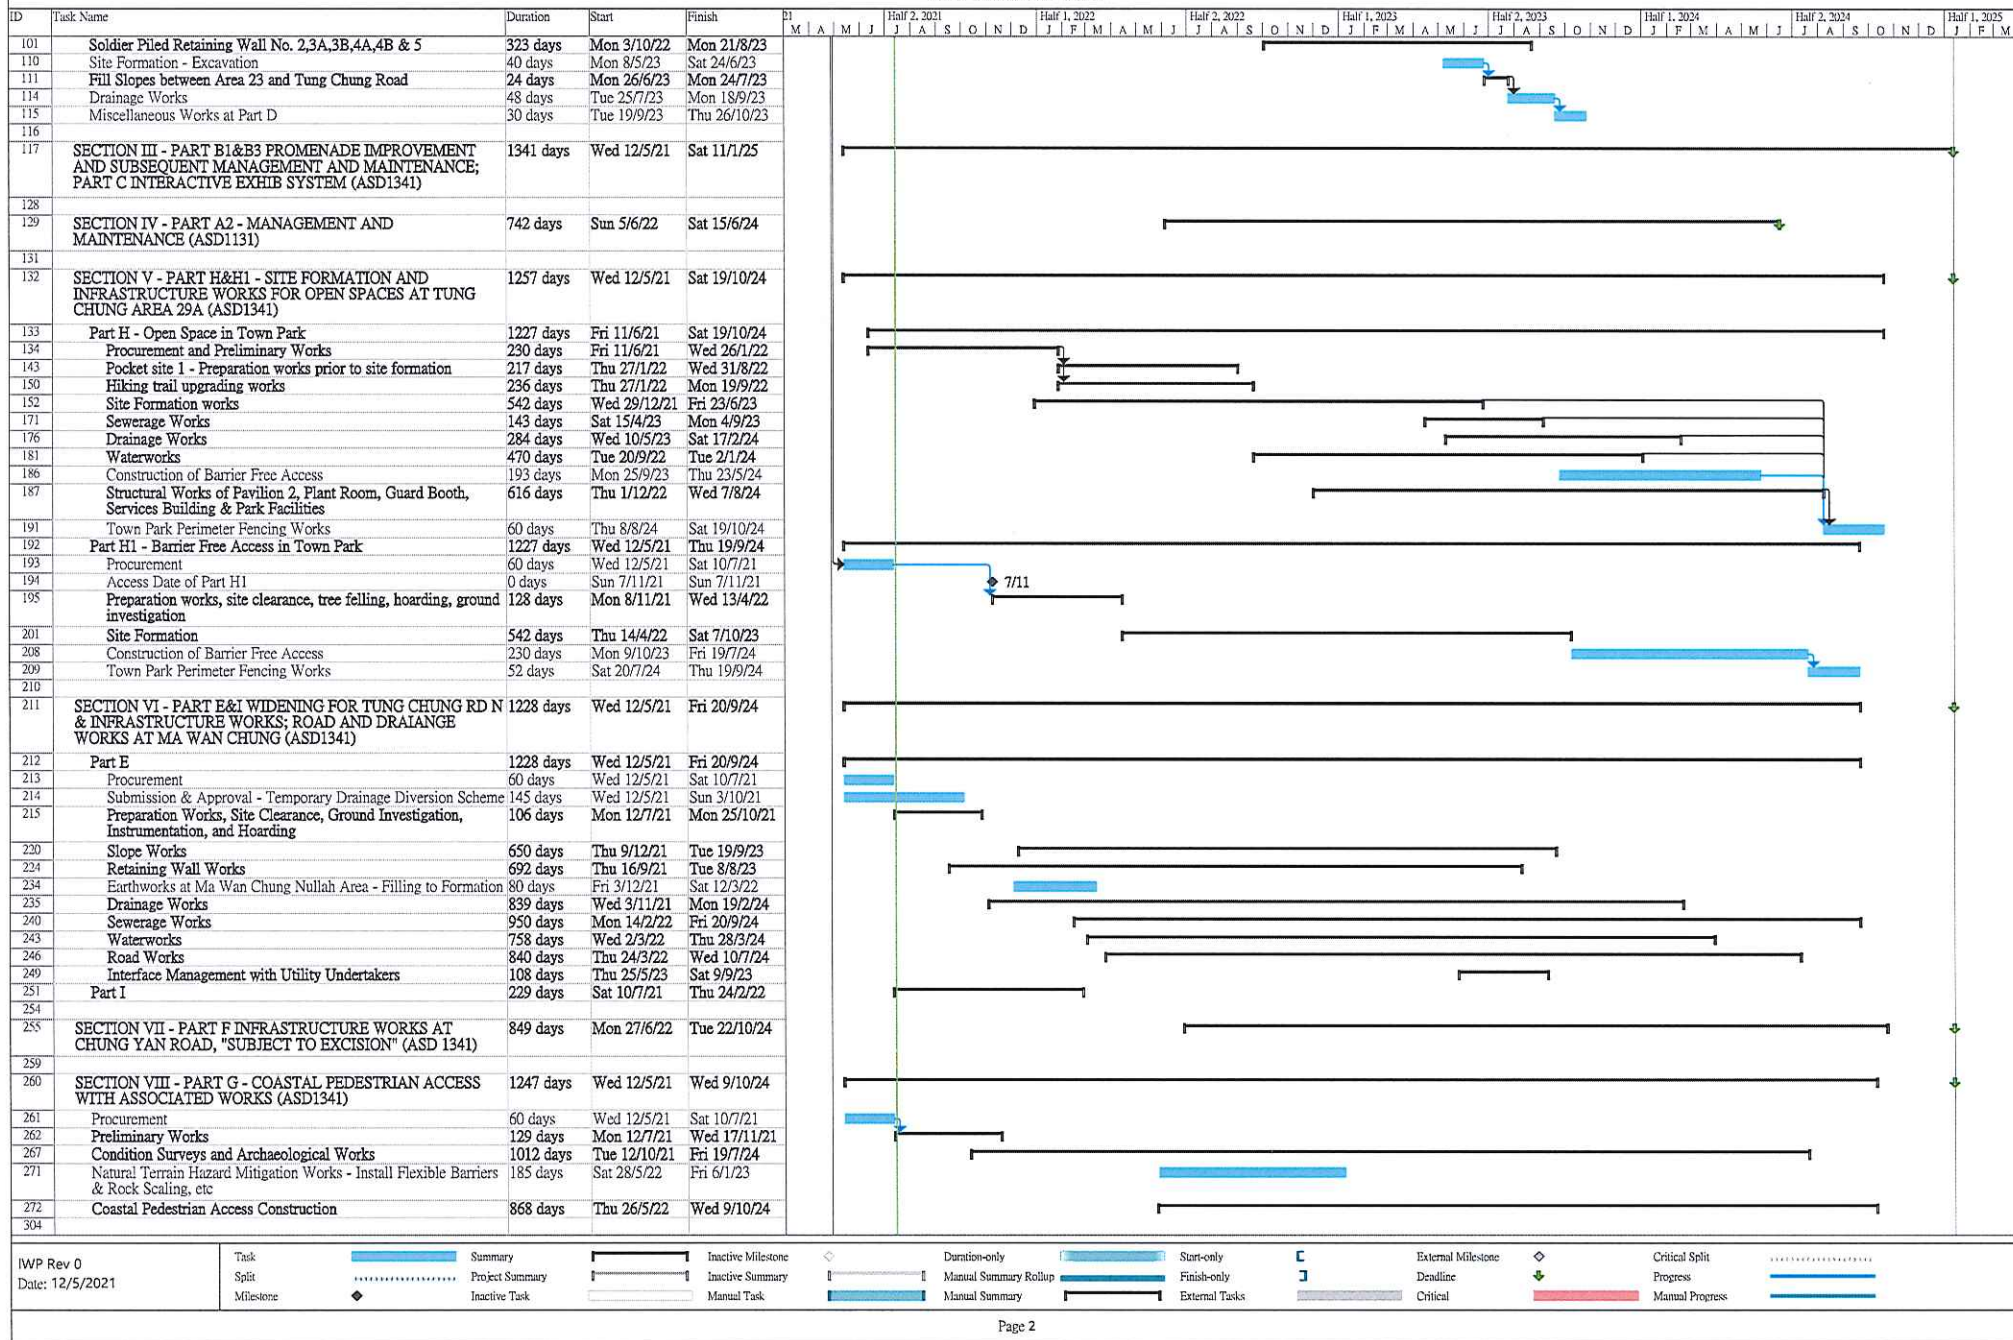 ID Task Name Duration Start Finish 21 Half 2, 2021 Half 1, 2022 Half 2, 2022 Half 1, 2023 Half 2, 2023 Half 1, 2024 Half 2, 2024 Half 1, 2025
M A M J J A S O N D J F M A M J J A S O N D J F M A M J J A S O N D J F M A M J J A S O N D J F M
101 Soldier Piled Retaining Wall No. 2,3A,3B,4A,4B & 5 323 days Mon 3/10/22 Mon 21/8/23
110 Site Formation - Excavation 40 days Mon 8/5/23 Sat 24/6/23
111 Fill Slopes between Area 23 and Tung Chung Road 24 days Mon 26/6/23 Mon 24/7/23
114 Drainage Works 48 days Tue 25/7/23 Mon 18/9/23
115 Miscellaneous Works at Part D 30 days Tue 19/9/23 Thu 26/10/23
116
117 SECTION III - PART B1&B3 PROMENADE IMPROVEMENT 1341 days Wed 12/5/21 Sat 11/1/25
AND SUBSEQUENT MANAGEMENT AND MAINTENANCE;
PART C INTERACTIVE EXHIB SYSTEM (ASD1341)
128
129 SECTION IV - PART A2 - MANAGEMENT AND 742 days Sun 5/6/22 Sat 15/6/24
MAINTENANCE (ASD1131)
131
132 SECTION V - PART H&H1 - SITE FORMATION AND 1257 days Wed 12/5/21 Sat 19/10/24
INFRASTRUCTURE WORKS FOR OPEN SPACES AT TUNG
CHUNG AREA 29A (ASD1341)
133 Part H - Open Space in Town Park 1227 days Fri 11/6/21 Sat 19/10/24
134 Procurement and Preliminary Works 230 days Fri 11/6/21 Wed 26/1/22
143 Pocket site 1 - Preparation works prior to site formation 217 days Thu 27/1/22 Wed 31/8/22
150 Hiking trail upgrading works 236 days Thu 27/1/22 Mon 19/9/22
152 Site Formation works 542 days Wed 29/12/21 Fri 23/6/23
171 Sewerage Works 143 days Sat 15/4/23 Mon 4/9/23
176 Drainage Works 284 days Wed 10/5/23 Sat 17/2/24
181 Waterworks 470 days Tue 20/9/22 Tue 2/1/24
186 Construction of Barrier Free Access 193 days Mon 25/9/23 Thu 23/5/24
187 Structural Works of Pavilion 2, Plant Room, Guard Booth, 616 days Thu 1/12/22 Wed 7/8/24
Services Building & Park Facilities
191 Town Park Perimeter Fencing Works 60 days Thu 8/8/24 Sat 19/10/24
192 Part H1 - Barrier Free Access in Town Park 1227 days Wed 12/5/21 Thu 19/9/24
193 Procurement 60 days Wed 12/5/21 Sat 10/7/21
194 Access Date of Part H1 0 days Sun 7/11/21 Sun 7/11/21 7/11
195 Preparation works, site clearance, tree felling, hoarding, ground 128 days Mon 8/11/21 Wed 13/4/22
investigation
201 Site Formation 542 days Thu 14/4/22 Sat 7/10/23
208 Construction of Barrier Free Access 230 days Mon 9/10/23 Fri 19/7/24
209 Town Park Perimeter Fencing Works 52 days Sat 20/7/24 Thu 19/9/24
210
211 SECTION VI - PART E&I WIDENING FOR TUNG CHUNG RD N 1228 days Wed 12/5/21 Fri 20/9/24
& INFRASTRUCTURE WORKS; ROAD AND DRAIANGE
WORKS AT MA WAN CHUNG (ASD1341)
212 Part E 1228 days Wed 12/5/21 Fri 20/9/24
213 Procurement 60 days Wed 12/5/21 Sat 10/7/21
214 Submission & Approval - Temporary Drainage Diversion Scheme 145 days Wed 12/5/21 Sun 3/10/21
215 Preparation Works, Site Clearance, Ground Investigation, 106 days Mon 12/7/21 Mon 25/10/21
Instrumentation, and Hoarding
220 Slope Works 650 days Thu 9/12/21 Tue 19/9/23
224 Retaining Wall Works 692 days Thu 16/9/21 Tue 8/8/23
234 Earthworks at Ma Wan Chung Nullah Area - Filling to Formation 80 days Fri 3/12/21 Sat 12/3/22
235 Drainage Works 839 days Wed 3/11/21 Mon 19/2/24
240 Sewerage Works 950 days Mon 14/2/22 Fri 20/9/24
243 Waterworks 758 days Wed 2/3/22 Thu 28/3/24
246 Road Works 840 days Thu 24/3/22 Wed 10/7/24
249 Interface Management with Utility Undertakers 108 days Thu 25/5/23 Sat 9/9/23
251 Part I 229 days Sat 10/7/21 Thu 24/2/22
254
255 SECTION VII - PART F INFRASTRUCTURE WORKS AT 849 days Mon 27/6/22 Tue 22/10/24
CHUNG YAN ROAD, "SUBJECT TO EXCISION" (ASD 1341)
259
260 SECTION VIII - PART G - COASTAL PEDESTRIAN ACCESS 1247 days Wed 12/5/21 Wed 9/10/24
WITH ASSOCIATED WORKS (ASD1341)
261 Procurement 60 days Wed 12/5/21 Sat 10/7/21
262 Preliminary Works 129 days Mon 12/7/21 Wed 17/11/21
267 Condition Surveys and Archaeological Works 1012 days Tue 12/10/21 Fri 19/7/24
271 Natural Terrain Hazard Mitigation Works - Install Flexible Barriers 185 days Sat 28/5/22 Fri 6/1/23
& Rock Scaling, etc
272 Coastal Pedestrian Access Construction 868 days Thu 26/5/22 Wed 9/10/24
304
IWP Rev 0
Date: 12/5/2021
Task Summary Inactive Milestone Duration-only Start-only External Milestone Critical Split
Split Project Summary Inactive Summary Manual Summary Rollup Finish-only Deadline Progress
Milestone Inactive Task Manual Task Manual Summary External Tasks Critical Manual Progress
Page 2